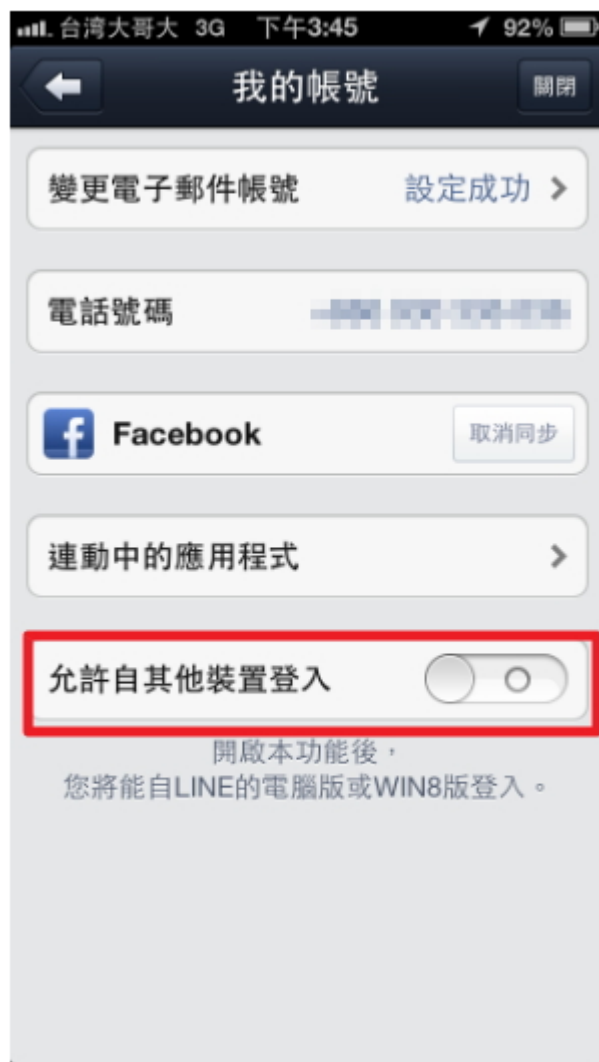 台湾大哥大 3G 下午3:45 92%
我的帳號 關閉
變更電子郵件帳號 設定成功
電話號碼
Facebook 取消同步
連動中的應用程式
允許自其他裝置登入
開啟本功能後，
您將能自LINE的電腦版或WIN8版登入。